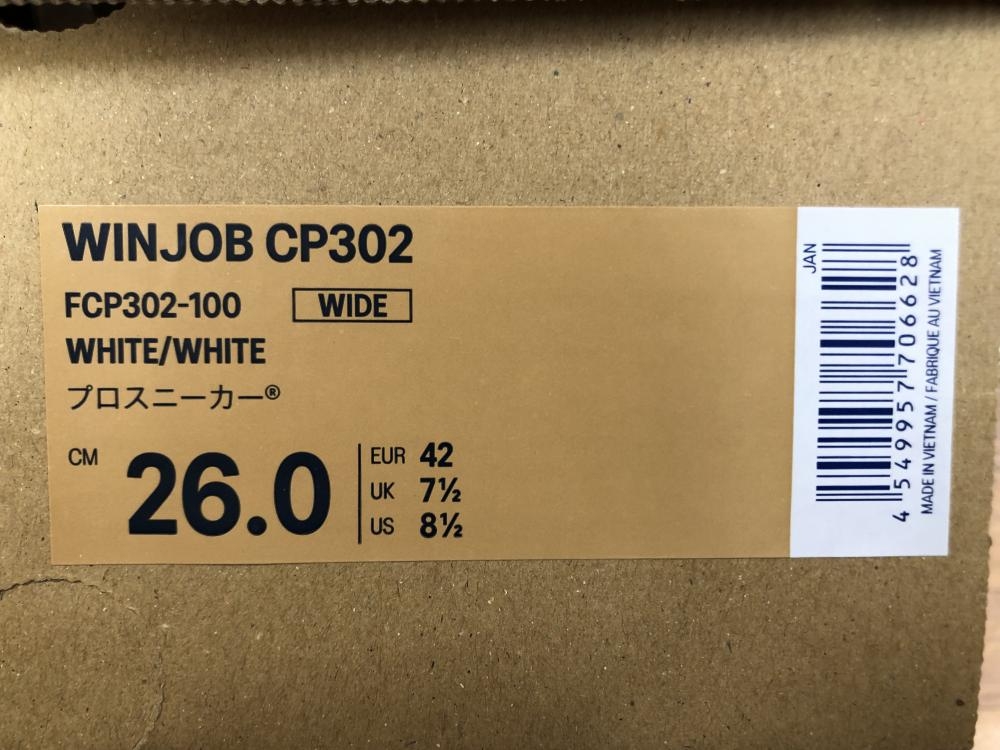 WINJOB CP302
FCP302-100 WIDE
WHITE/WHITE
プロスニーカー®
CM 26.0
EUR 42
UK 7½
US 8½
JAN
4 549957 706628
MADE IN VIETNAM / FABRIQUE AU VIETNAM